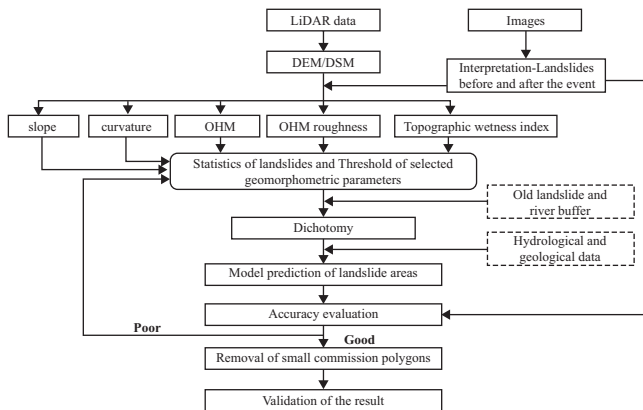 LiDAR data
Images
DEM/DSM
Interpretation-Landslides
before and after the event
slope
curvature
OHM
OHM roughness
Topographic wetness index
Statistics of landslides and Threshold of selected
geomorphometric parameters
Old landslide and
river buffer
Dichotomy
Hydrological and
geological data
Model prediction of landslide areas
Accuracy evaluation
Poor
Good
Removal of small commission polygons
Validation of the result